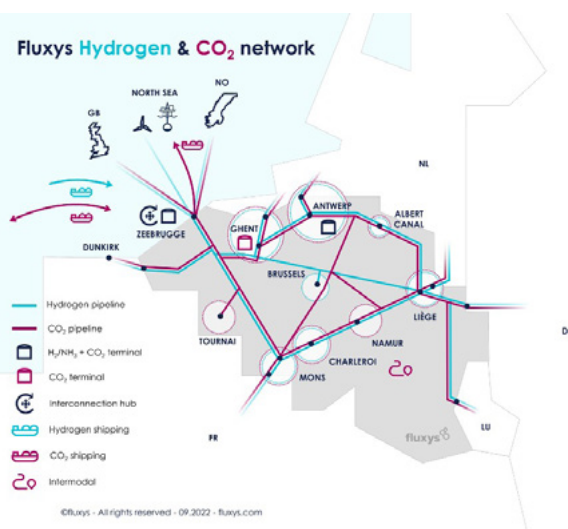 Fluxys Hydrogen & CO₂ network
NORTH SEA
NO
GB
NL
ANTWERP
ALBERT
CANAL
GHENT
ZEEBRUGGE
DUNKIRK
BRUSSELS
LIÈGE
D
Hydrogen pipeline
CO₂ pipeline
H₂/NH₃ + CO₂ terminal
CO₂ terminal
Interconnection hub
Hydrogen shipping
CO₂ shipping
Intermodal
TOURNAI
NAMUR
CHARLEROI
MONS
FR
LU
fluxys
©fluxys - All rights reserved - 09.2022 - fluxys.com